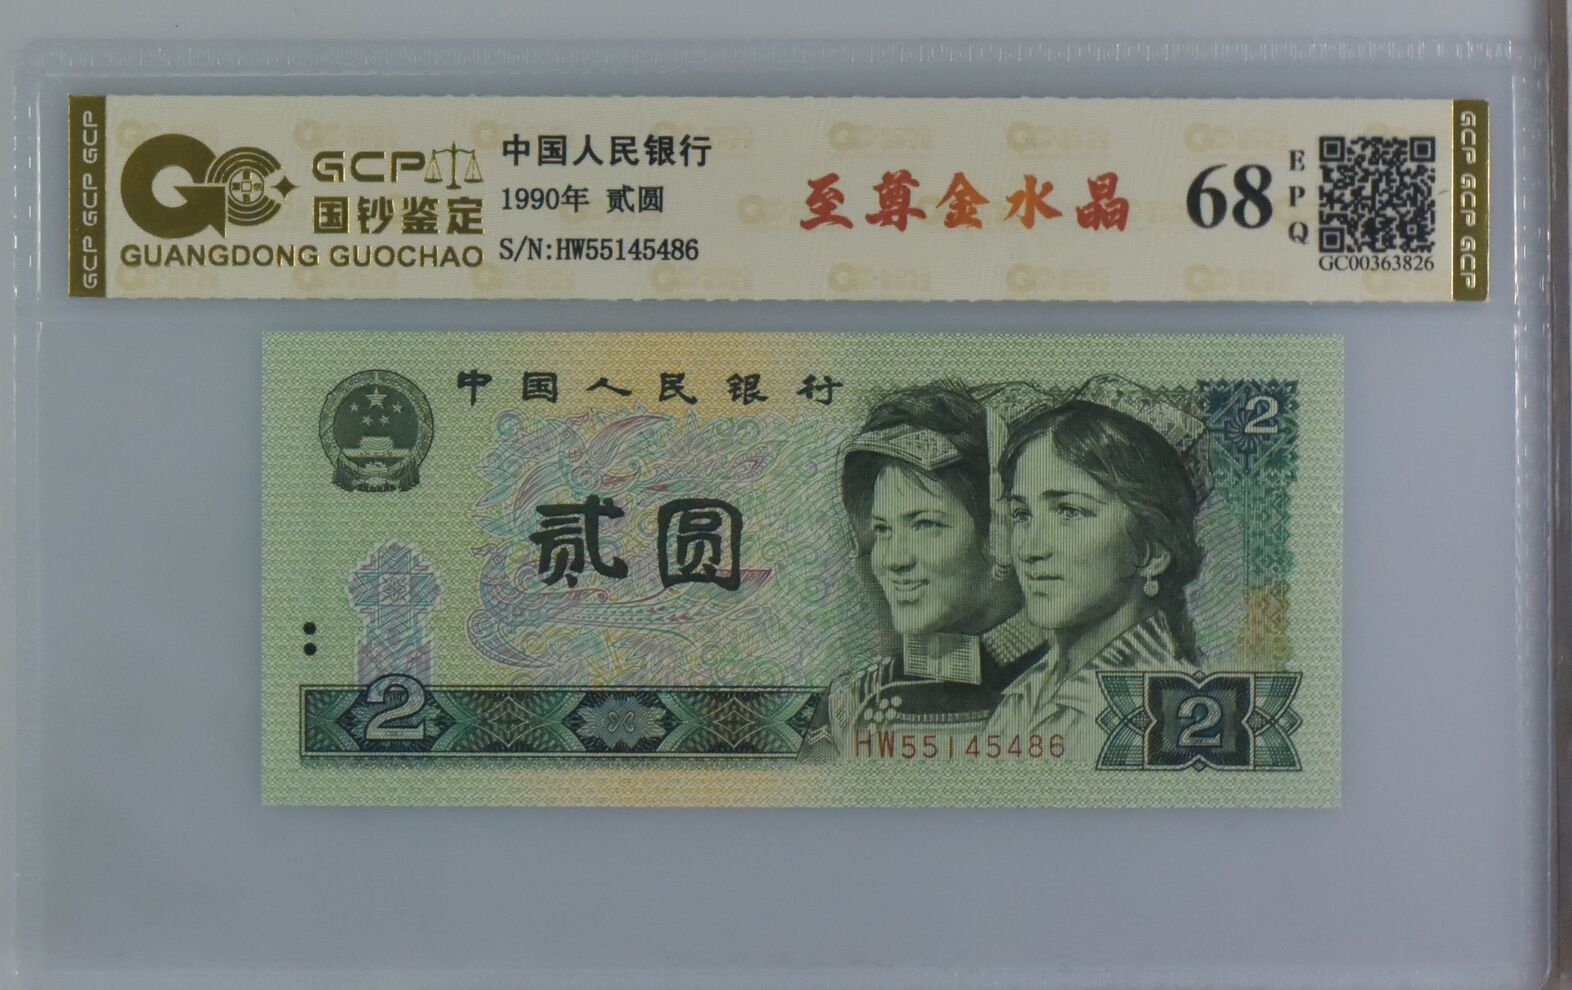 GCP GCP GCP
GCP
国钞鉴定
GUANGDONG GUOCHAO
中国人民银行
1990年 贰圆
S/N:HW55145486
至尊金水晶
68
EPQ
GC00363826
GCP GCP GCP
中国人民银行
2
贰圆
2
HW55145486
2